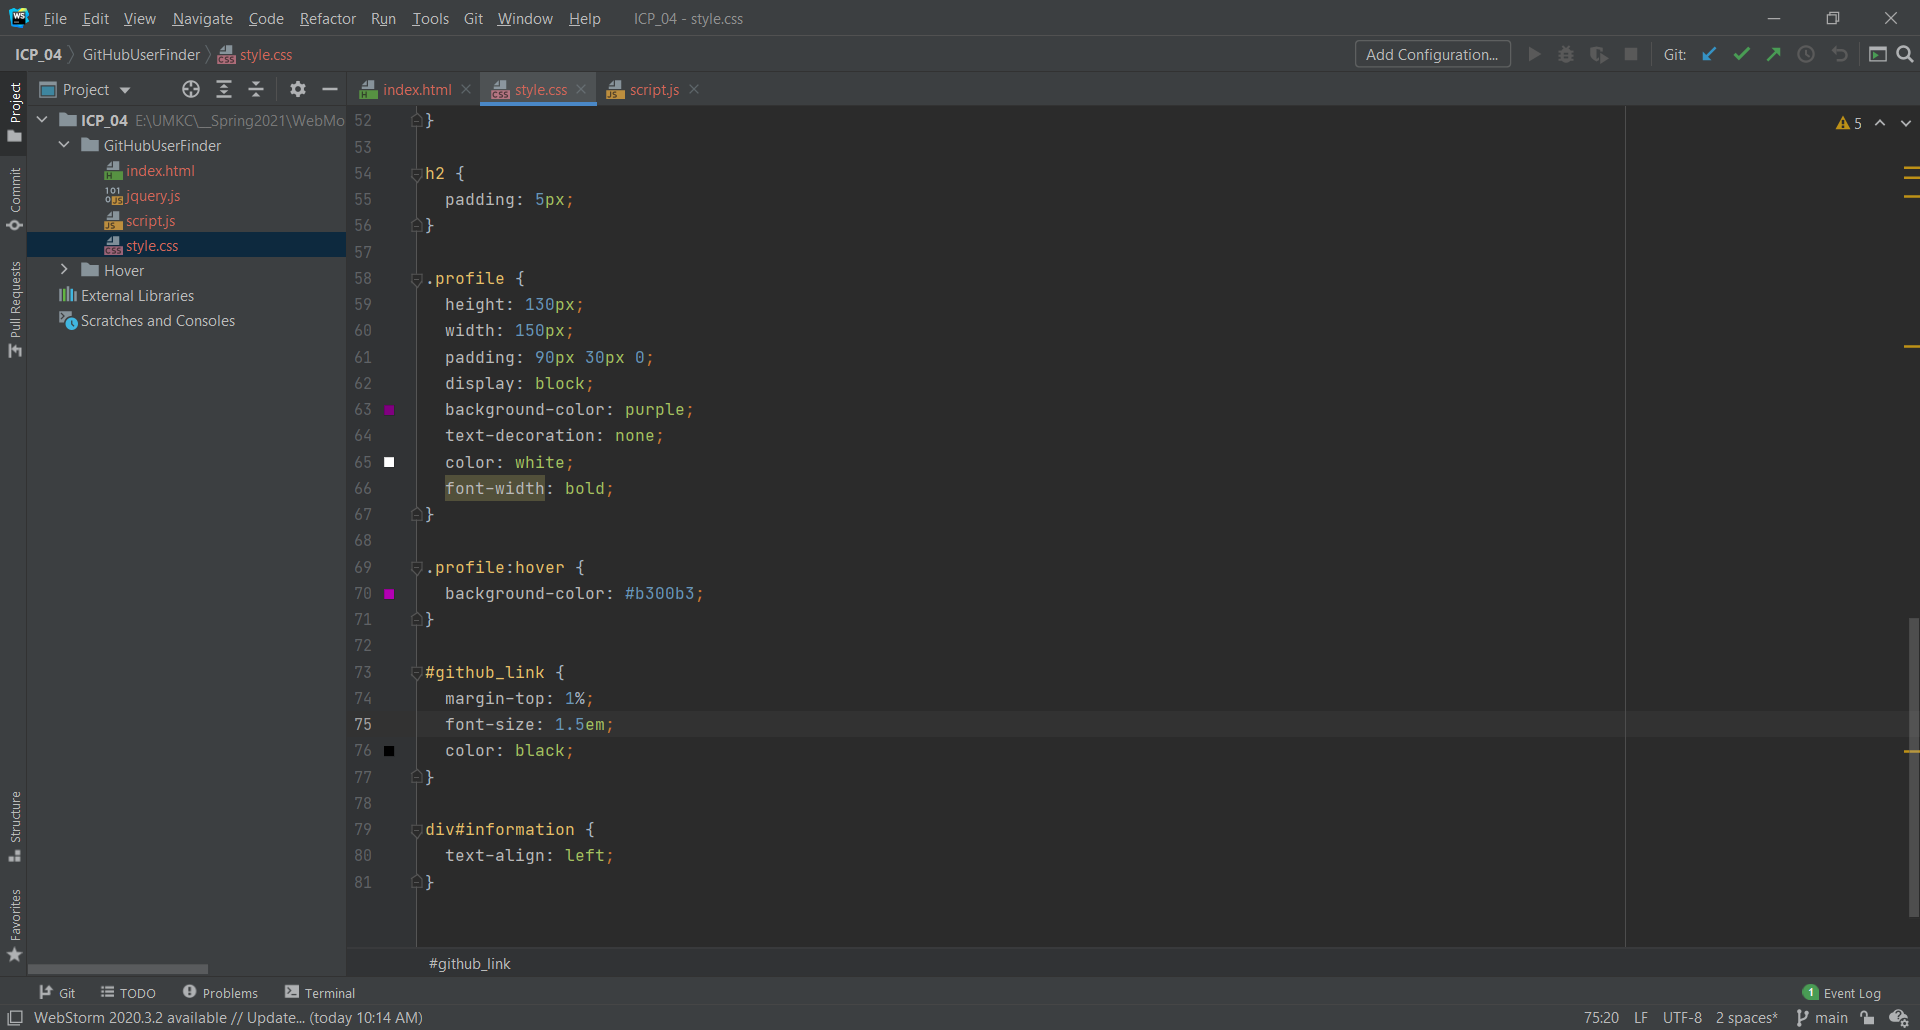 File Edit View Navigate Code Refactor Run Tools Git Window Help ICP_04 - style.css
ICP_04 GitHubUserFinder style.css Add Configuration... Git:
Project
index.html style.css script.js
Project
Commit
Pull Requests
Structure
Favorites
ICP_04 E:\UMKC\__Spring2021\WebMo
GitHubUserFinder
index.html
jquery.js
script.js
style.css
Hover
External Libraries
Scratches and Consoles
5
52 }
53
54 h2 {
55 padding: 5px;
56 }
57
58 .profile {
59 height: 130px;
60 width: 150px;
61 padding: 90px 30px 0;
62 display: block;
63 background-color: purple;
64 text-decoration: none;
65 color: white;
66 font-width: bold;
67 }
68
69 .profile:hover {
70 background-color: #b300b3;
71 }
72
73 #github_link {
74 margin-top: 1%;
75 font-size: 1.5em;
76 color: black;
77 }
78
79 div#information {
80 text-align: left;
81 }
#github_link
Git TODO Problems Terminal 1 Event Log
WebStorm 2020.3.2 available // Update... (today 10:14 AM) 75:20 LF UTF-8 2 spaces* main